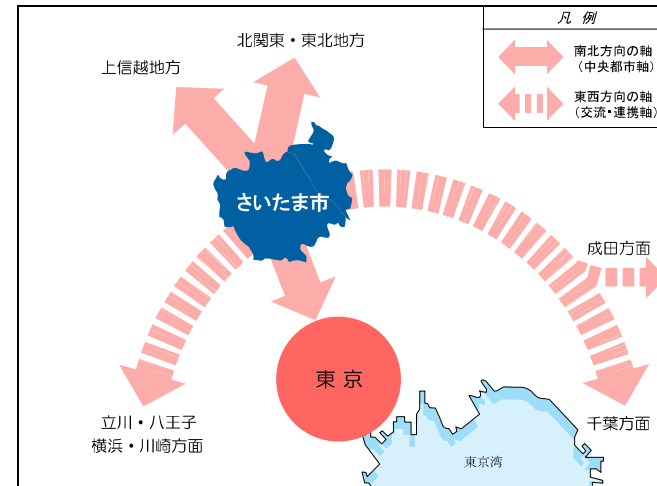 凡 例
南北方向の軸
（中央都市軸）
東西方向の軸
（交流・連携軸）
北関東・東北地方
上信越地方
さいたま市
成田方面
東 京
立川・八王子
横浜・川崎方面
千葉方面
東京湾